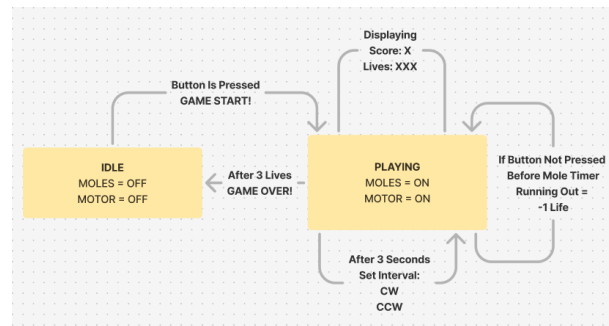 Displaying
Score: X
Lives: XXX
Button Is Pressed
GAME START!
IDLE
MOLES = OFF
MOTOR = OFF
After 3 Lives
GAME OVER!
PLAYING
MOLES = ON
MOTOR = ON
If Button Not Pressed
Before Mole Timer
Running Out =
-1 Life
After 3 Seconds
Set Interval:
CW
CCW